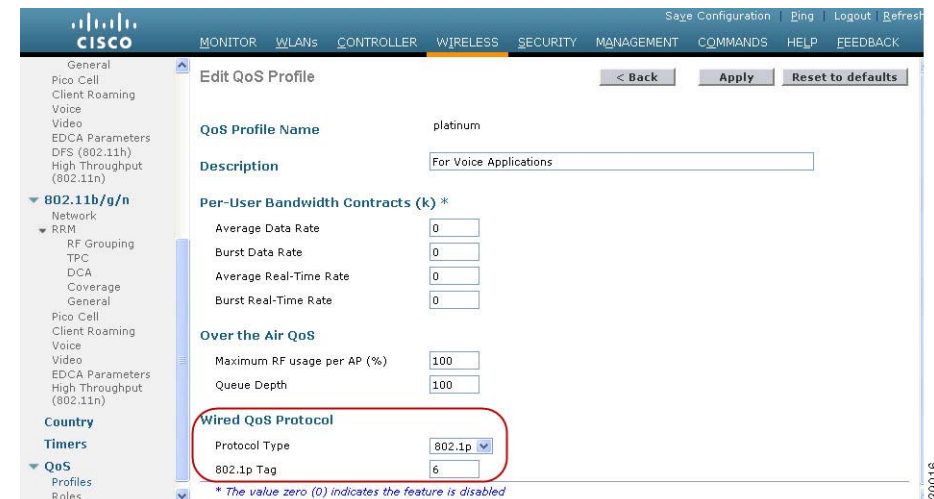 Save Configuration | Ping | Logout | Refresh
CISCO
MONITOR WLANs CONTROLLER WIRELESS SECURITY MANAGEMENT COMMANDS HELP FEEDBACK
General
Pico Cell
Client Roaming
Voice
Video
EDCA Parameters
DFS (802.11h)
High Throughput
(802.11n)
802.11b/g/n
Network
RRM
RF Grouping
TPC
DCA
Coverage
General
Pico Cell
Client Roaming
Voice
Video
EDCA Parameters
High Throughput
(802.11n)
Country
Timers
QoS
Profiles
Roles
Edit QoS Profile
< Back
Apply
Reset to defaults
QoS Profile Name platinum
Description For Voice Applications
Per-User Bandwidth Contracts (k) *
Average Data Rate 0
Burst Data Rate 0
Average Real-Time Rate 0
Burst Real-Time Rate 0
Over the Air QoS
Maximum RF usage per AP (%) 100
Queue Depth 100
Wired QoS Protocol
Protocol Type 802.1p
802.1p Tag 6
* The value zero (0) indicates the feature is disabled